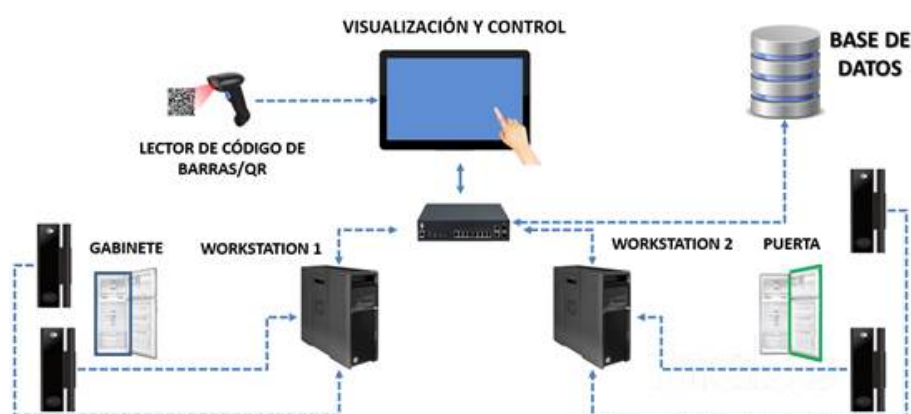 VISUALIZACIÓN Y CONTROL
BASE DE
DATOS
LECTOR DE CÓDIGO DE
BARRAS/QR
GABINETE
WORKSTATION 1
WORKSTATION 2
PUERTA